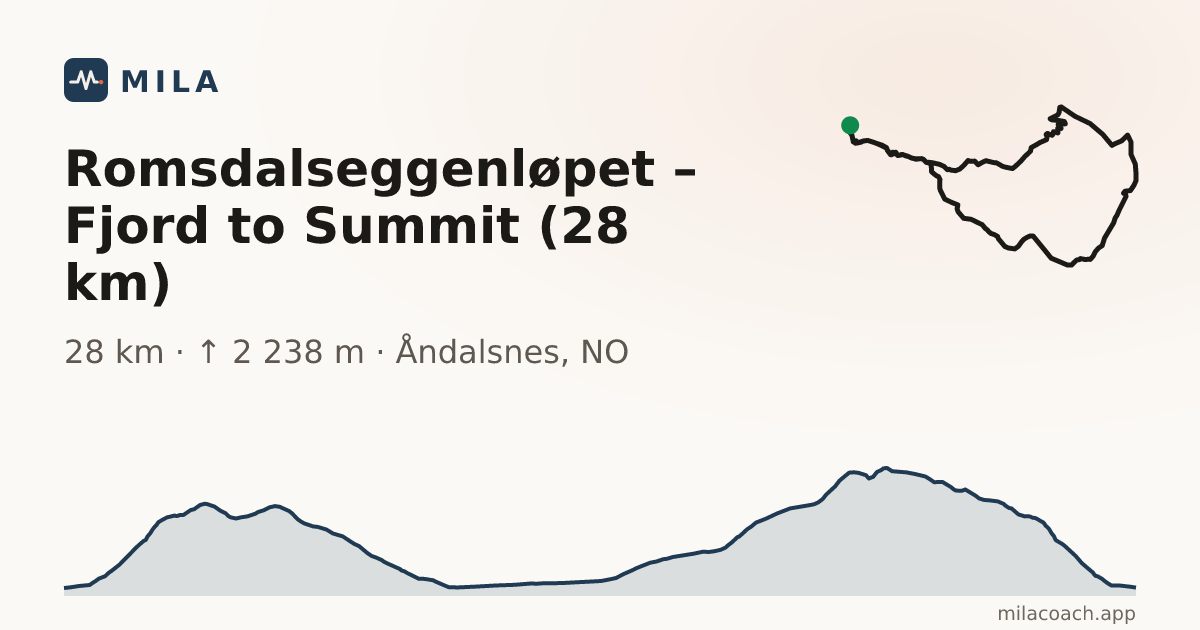 MILA
Romsdalseggenløpet –
Fjord to Summit (28
km)
28 km · ↑ 2 238 m · Åndalsnes, NO
milacoach.app